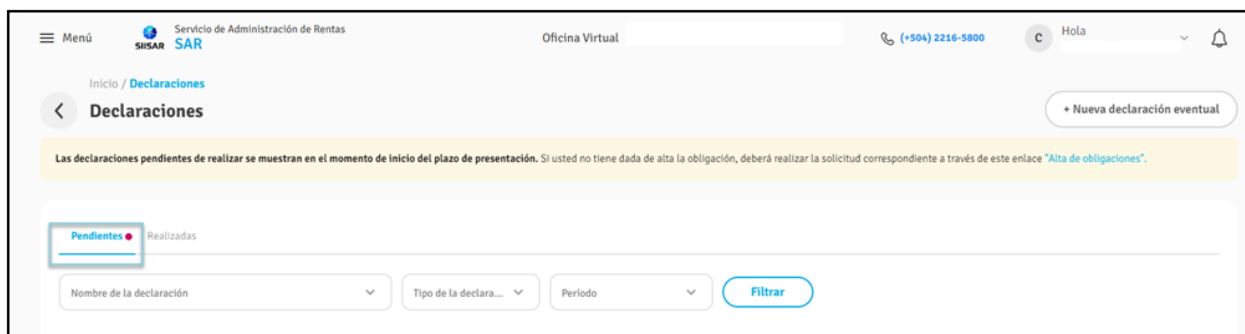 Menú
SIISAR
Servicio de Administración de Rentas
SAR
Oficina Virtual
(+504) 2216-5800
C
Hola
Inicio / Declaraciones
Declaraciones
+ Nueva declaración eventual
Las declaraciones pendientes de realizar se muestran en el momento de inicio del plazo de presentación. Si usted no tiene dada de alta la obligación, deberá realizar la solicitud correspondiente a través de este enlace "Alta de obligaciones".
Pendientes
Realizadas
Nombre de la declaración
Tipo de la declara...
Período
Filtrar